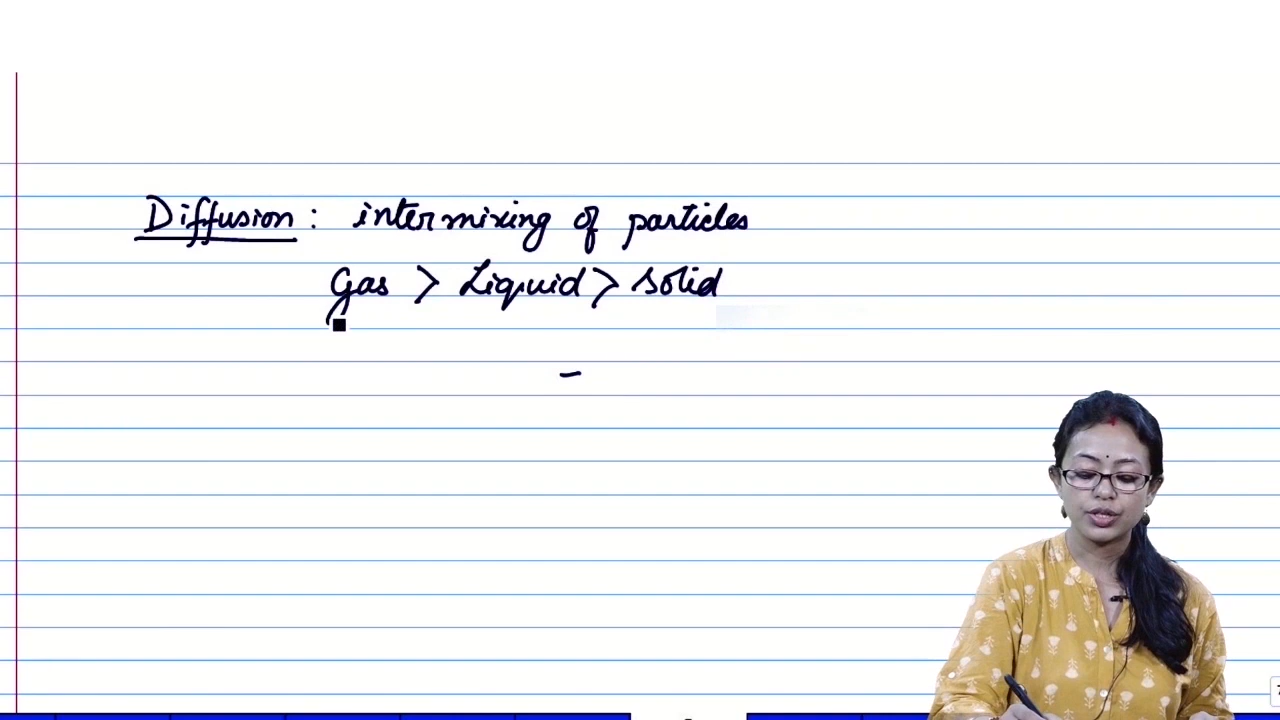 Diffusion : intermixing of particles
Gas > Liquid > solid
-